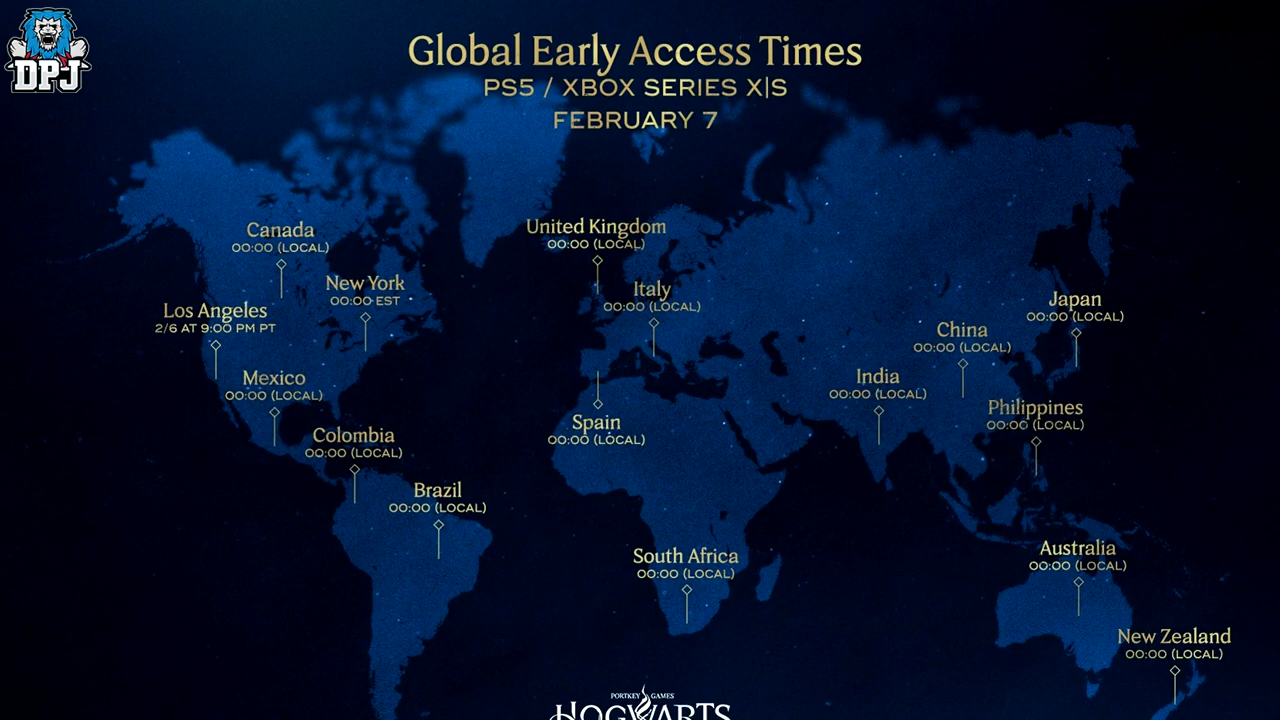 DPJ
Global Early Access Times
PS5 / XBOX SERIES X|S
FEBRUARY 7
Canada
00:00 (LOCAL)
United Kingdom
00:00 (LOCAL)
New York
00:00 EST
Italy
00:00 (LOCAL)
Los Angeles
2/6 AT 9:00 PM PT
Japan
00:00 (LOCAL)
China
00:00 (LOCAL)
Mexico
00:00 (LOCAL)
India
00:00 (LOCAL)
Philippines
00:00 (LOCAL)
Spain
00:00 (LOCAL)
Colombia
00:00 (LOCAL)
Brazil
00:00 (LOCAL)
South Africa
00:00 (LOCAL)
Australia
00:00 (LOCAL)
New Zealand
00:00 (LOCAL)
PORTKEY GAMES
HOGWARTS